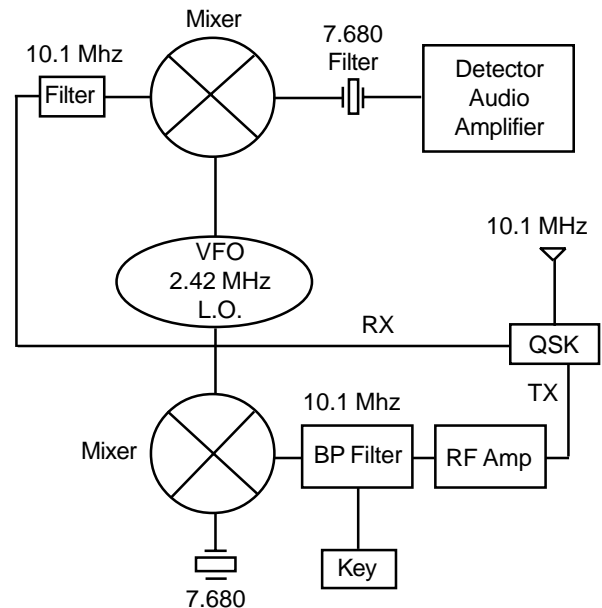 Mixer
10.1 Mhz
Filter
7.680
Filter
Detector
Audio
Amplifier
VFO
2.42 MHz
L.O.
10.1 MHz
RX
QSK
TX
10.1 Mhz
Mixer
BP Filter
RF Amp
Key
7.680